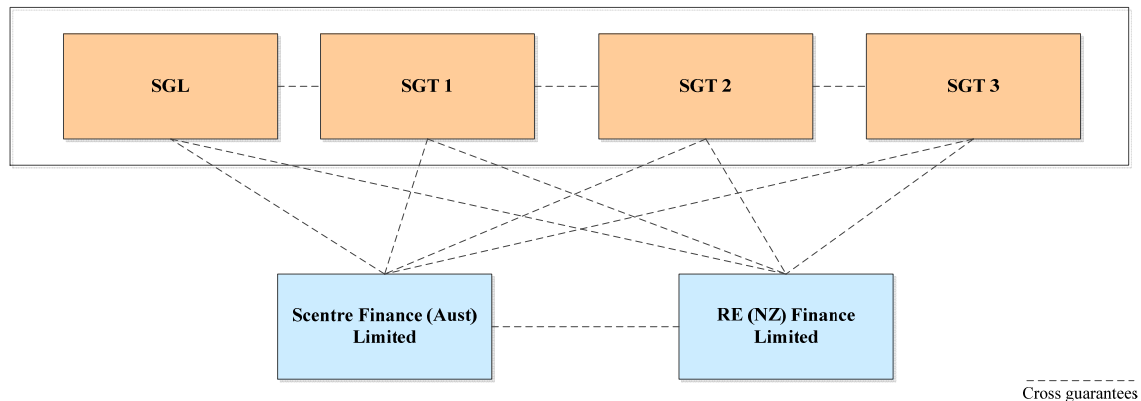 SGL
SGT 1
SGT 2
SGT 3
Scentre Finance (Aust)
Limited
RE (NZ) Finance
Limited
Cross guarantees